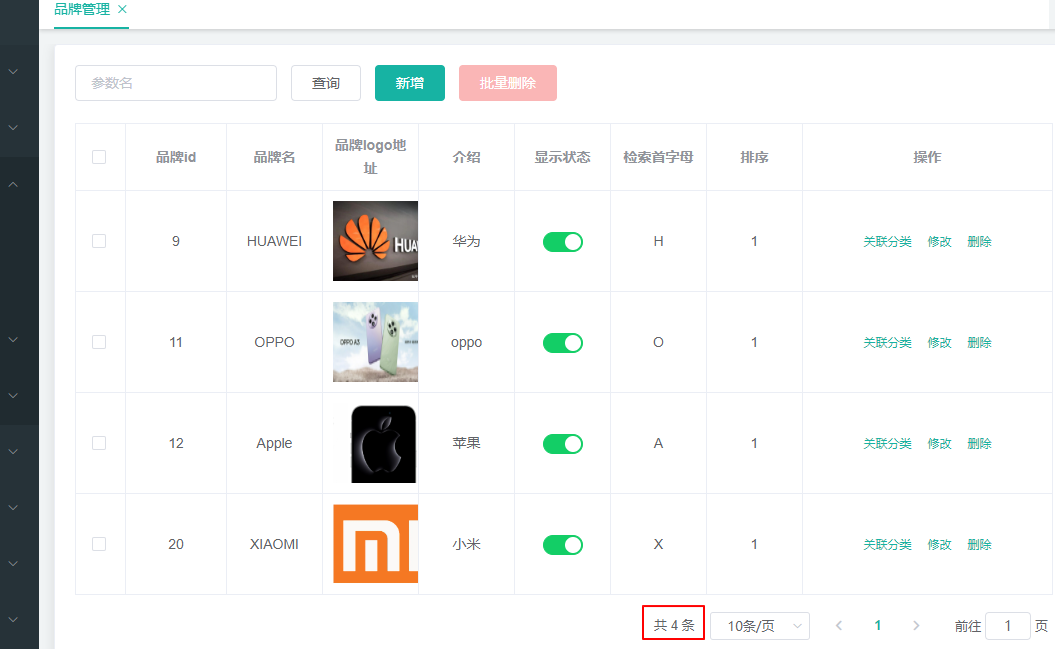 品牌管理 ×
参数名 查询 新增 批量删除
品牌id 品牌名 品牌logo地址 介绍 显示状态 检索首字母 排序 操作
9 HUAWEI HUA 华为 H 1 关联分类 修改 删除
11 OPPO OPPO A3 oppo O 1 关联分类 修改 删除
12 Apple 苹果 A 1 关联分类 修改 删除
20 XIAOMI 小米 X 1 关联分类 修改 删除
共 4 条 10条/页 1 前往 1 页